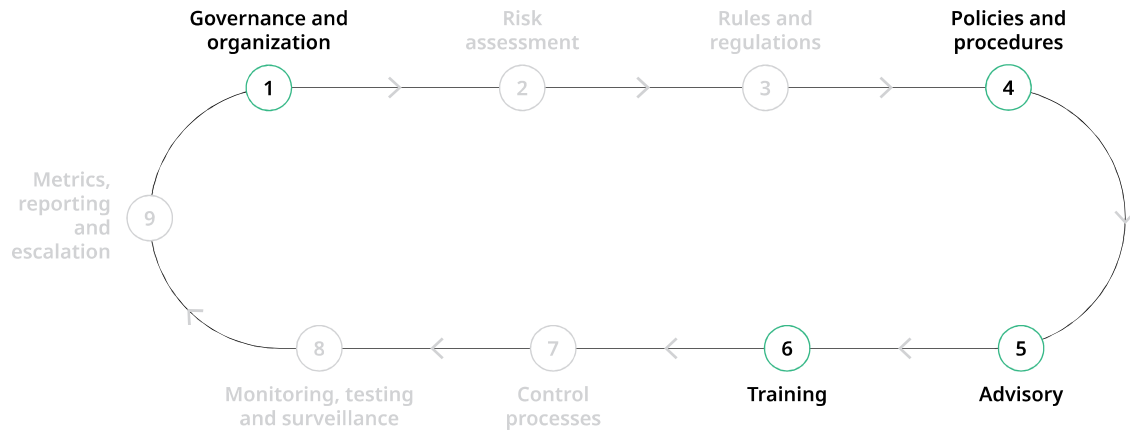 Governance and
organization
Risk
assessment
Rules and
regulations
Policies and
procedures
1
2
3
4
Metrics,
reporting
and
escalation
9
8
7
6
5
Monitoring, testing
and surveillance
Control
processes
Training
Advisory